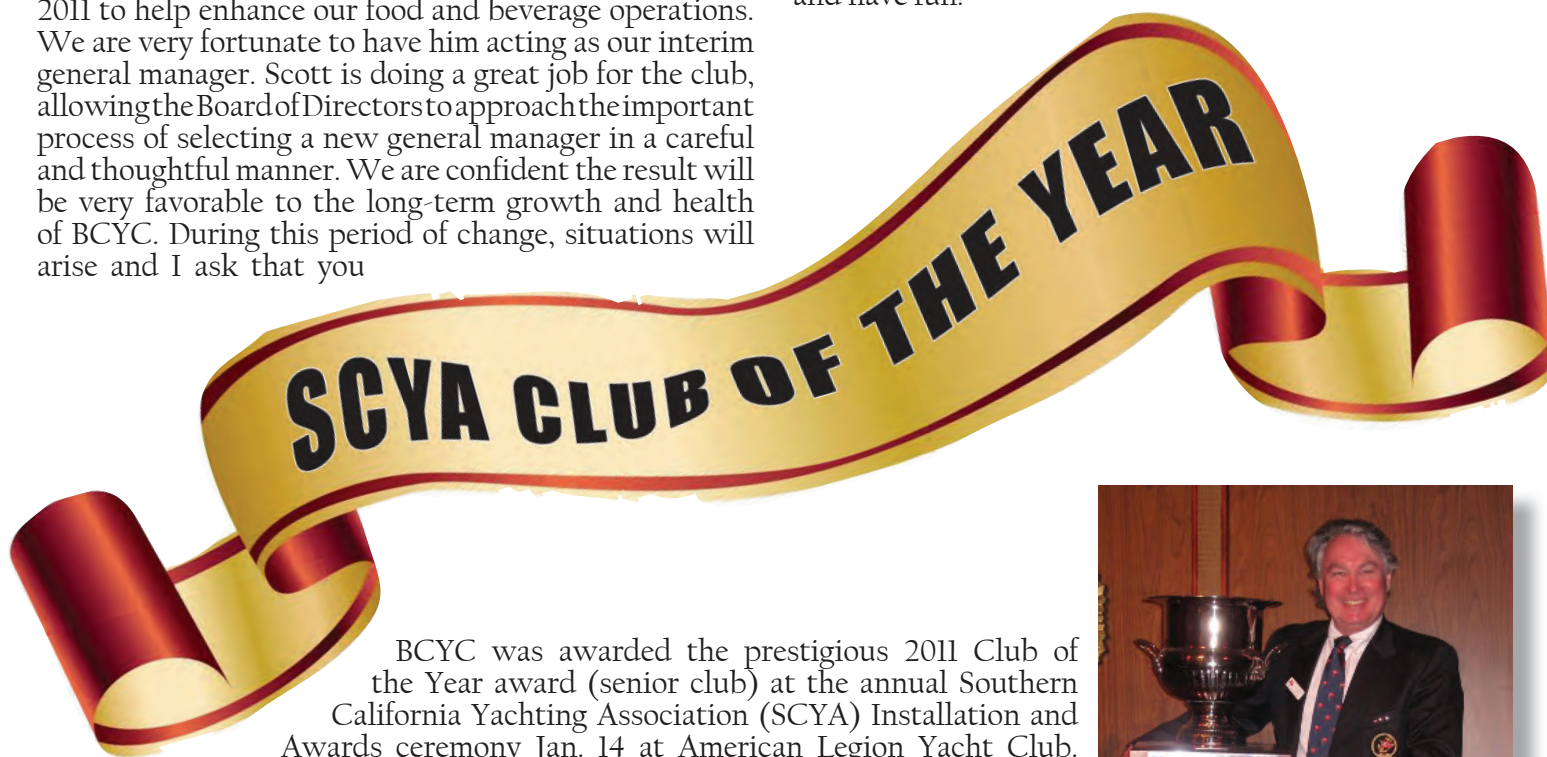 2011 to help enhance our food and beverage operations.
We are very fortunate to have him acting as our interim
general manager. Scott is doing a great job for the club,
allowing the Board of Directors to approach the important
process of selecting a new general manager in a careful
and thoughtful manner. We are confident the result will
be very favorable to the long-term growth and health
of BCYC. During this period of change, situations will
arise and I ask that you
and have fun!
SCYA CLUB OF THE YEAR
BCYC was awarded the prestigious 2011 Club of
the Year award (senior club) at the annual Southern
California Yachting Association (SCYA) Installation and
Awards ceremony Jan. 14 at American Legion Yacht Club.